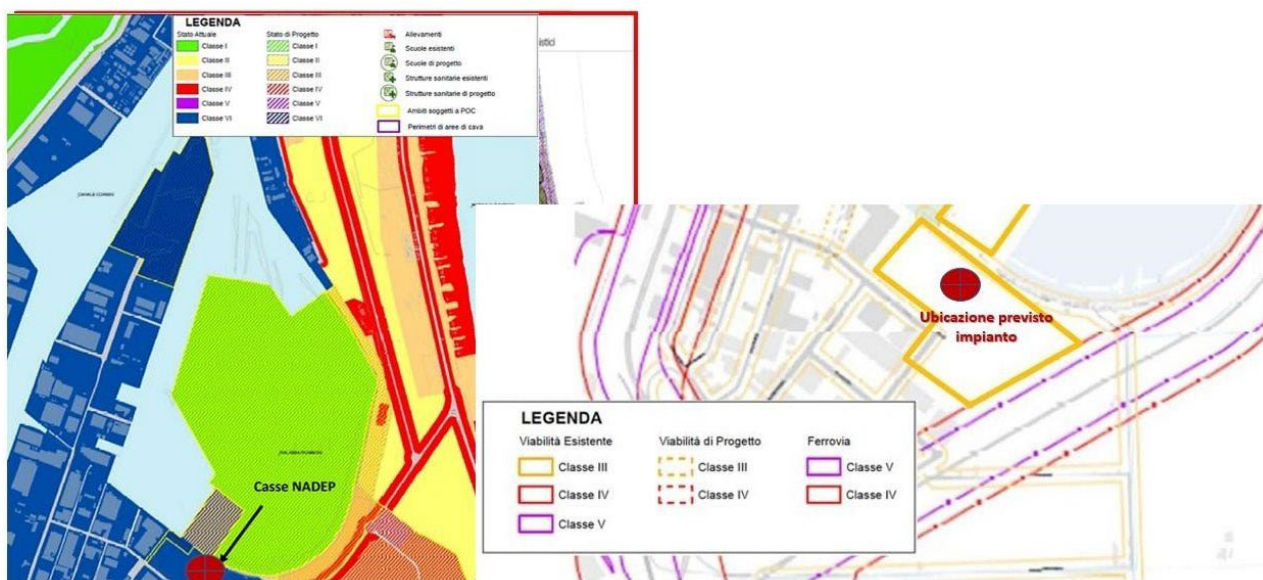 LEGENDA
Stato Attuale
Classe I
Classe II
Classe III
Classe IV
Classe V
Classe VI
Stato di Progetto
Classe I
Classe II
Classe III
Classe IV
Classe V
Classe VI
Allevamenti
Scuole esistenti
Scuole di progetto
Strutture sanitarie esistenti
Strutture sanitarie di progetto
Ambiti soggetti a POC
Perimetri di aree di cava
istici
Casse NADEP
Ubicazione previsto
impianto
LEGENDA
Viabilità Esistente
Classe III
Classe IV
Classe V
Viabilità di Progetto
Classe III
Classe IV
Ferrovia
Classe V
Classe IV